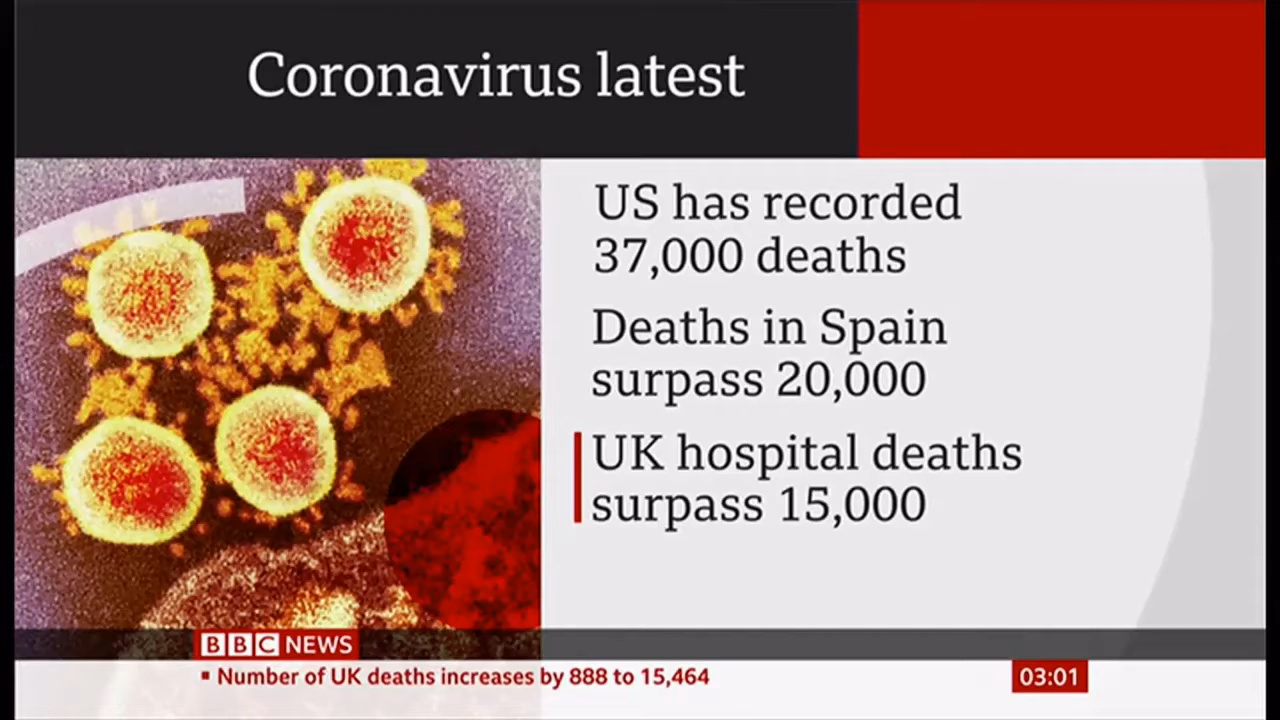 Coronavirus latest
US has recorded
37,000 deaths
Deaths in Spain
surpass 20,000
UK hospital deaths
surpass 15,000
BBC NEWS
Number of UK deaths increases by 888 to 15,464
03:01